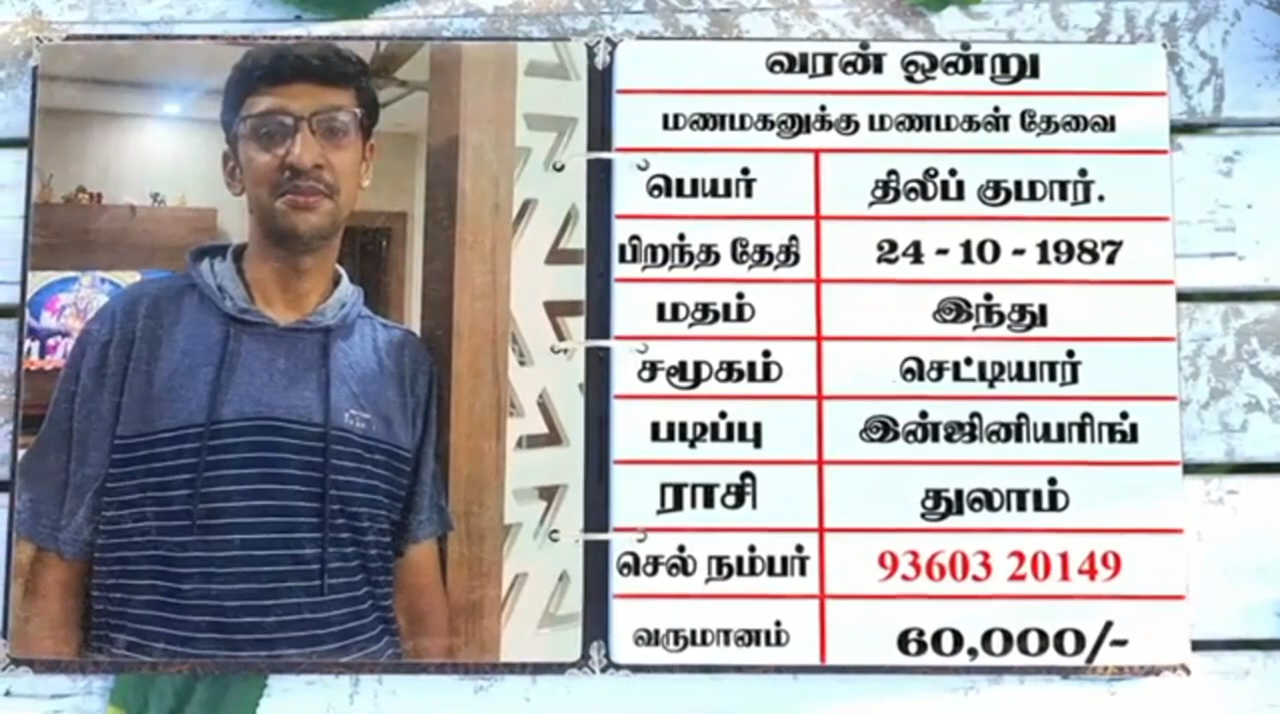 வரன் ஒன்று
மணமகனுக்கு மணமகள் தேவை
பெயர் திலீப் குமார்.
பிறந்த தேதி 24 - 10 - 1987
மதம் இந்து
சமூகம் செட்டியார்
படிப்பு இன்ஜினியரிங்
ராசி துலாம்
செல் நம்பர் 93603 20149
வருமானம் 60,000/-